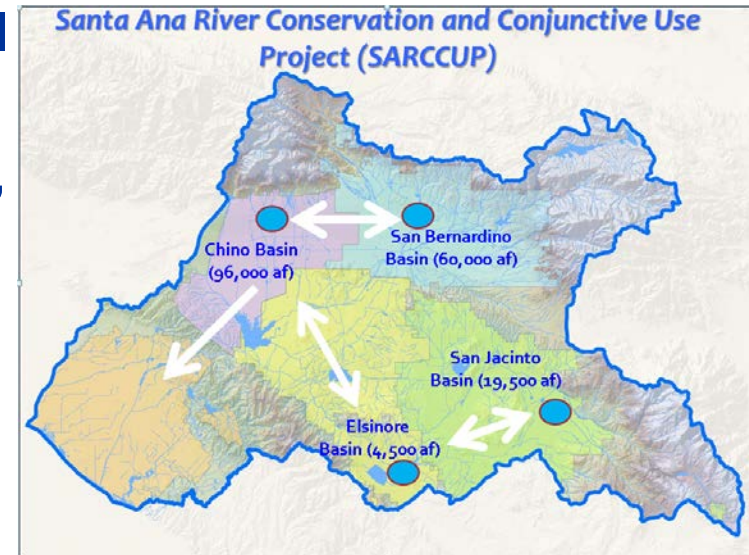 Santa Ana River Conservation and Conjunctive Use
Project (SARCCUP)
Chino Basin
(96,000 af)
San Bernardino
Basin (60,000 af)
San Jacinto
Basin (19,500 af)
Elsinore
Basin (4,500 af)